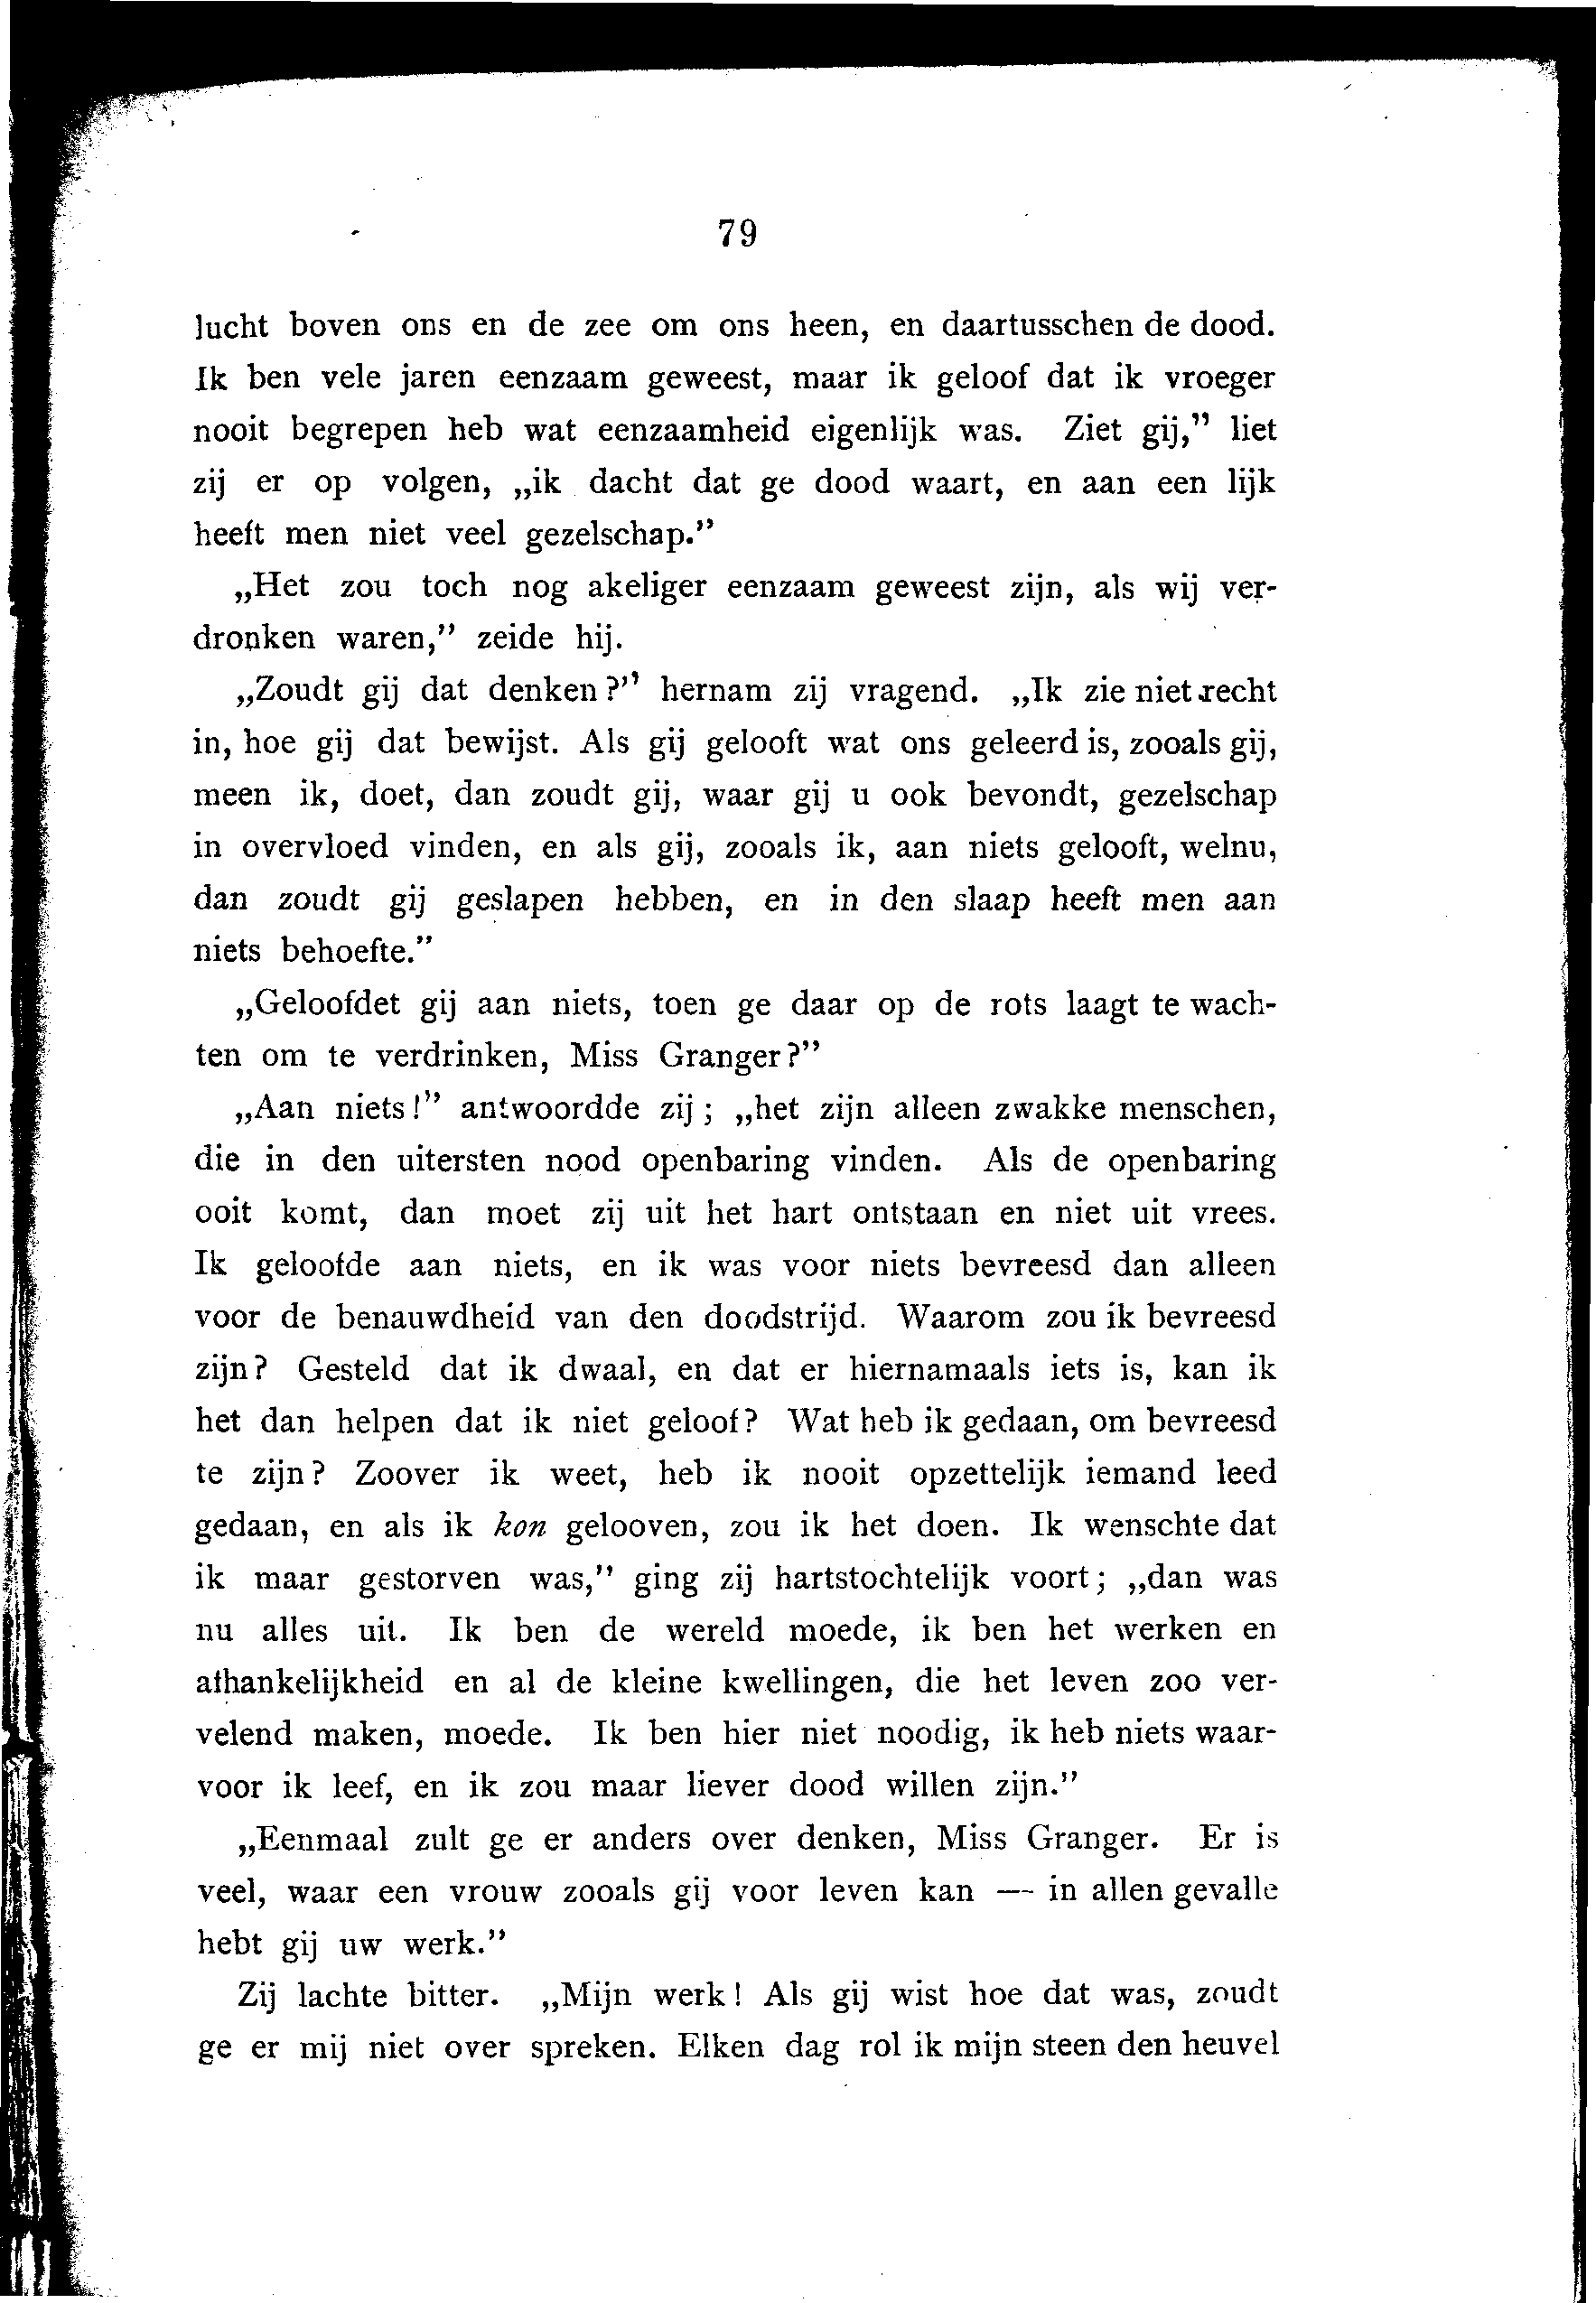 79
lucht boven ons en de zee om ons heen, en daartusschen de dood.
Ik ben vele jaren eenzaam geweest, maar ik geloof dat ik vroeger
nooit begrepen heb wat eenzaamheid eigenlijk was. Ziet gij,” liet
zij er op volgen, „ik dacht dat ge dood waart, en aan een lijk
heeft men niet veel gezelschap.”
„Het zou toch nog akeliger eenzaam geweest zijn, als wij ver-
dronken waren,” zeide hij.
„Zoudt gij dat denken?” hernam zij vragend. „Ik zie niet recht
in, hoe gij dat bewijst. Als gij gelooft wat ons geleerd is, zooals gij,
meen ik, doet, dan zoudt gij, waar gij u ook bevondt, gezelschap
in overvloed vinden, en als gij, zooals ik, aan niets gelooft, welnu,
dan zoudt gij geslapen hebben, en in den slaap heeft men aan
niets behoefte.”
„Geloofdet gij aan niets, toen ge daar op de rots laagt te wach-
ten om te verdrinken, Miss Granger?”
„Aan niets!” antwoordde zij; „het zijn alleen zwakke menschen,
die in den uitersten nood openbaring vinden. Als de openbaring
ooit komt, dan moet zij uit het hart ontstaan en niet uit vrees.
Ik geloofde aan niets, en ik was voor niets bevreesd dan alleen
voor de benauwdheid van den doodstrijd. Waarom zou ik bevreesd
zijn? Gesteld dat ik dwaal, en dat er hiernamaals iets is, kan ik
het dan helpen dat ik niet geloof? Wat heb ik gedaan, om bevreesd
te zijn? Zoover ik weet, heb ik nooit opzettelijk iemand leed
gedaan, en als ik kon gelooven, zou ik het doen. Ik wenschte dat
ik maar gestorven was,” ging zij hartstochtelijk voort; „dan was
nu alles uit. Ik ben de wereld moede, ik ben het werken en
afhankelijkheid en al de kleine kwellingen, die het leven zoo ver-
velend maken, moede. Ik ben hier niet noodig, ik heb niets waar-
voor ik leef, en ik zou maar liever dood willen zijn.”
„Eenmaal zult ge er anders over denken, Miss Granger. Er is
veel, waar een vrouw zooals gij voor leven kan — in allen gevalle
hebt gij uw werk.”
Zij lachte bitter. „Mijn werk! Als gij wist hoe dat was, zoudt
ge er mij niet over spreken. Elken dag rol ik mijn steen den heuvel